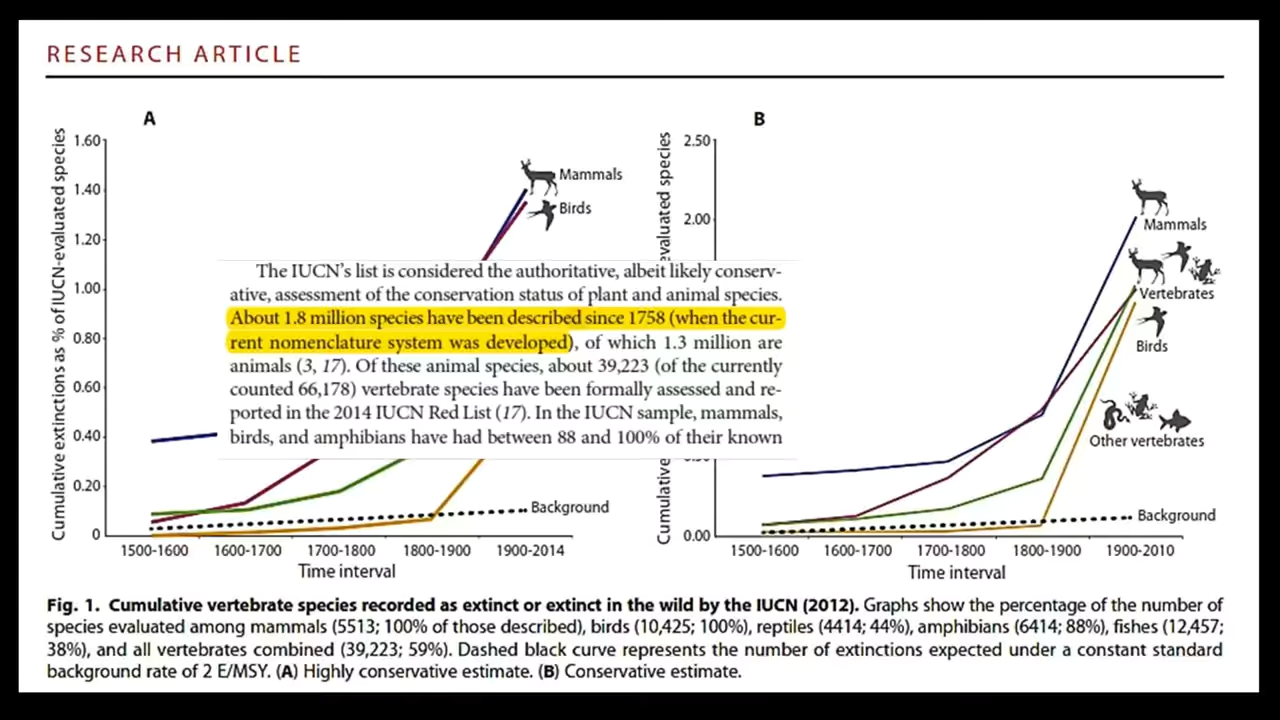 RESEARCH ARTICLE
A
Cumulative extinctions as % of IUCN-evaluated species
1.60
1.40
1.20
1.00
0.80
0.60
0.40
0.20
0
Mammals
Birds
Background
1500-1600 1600-1700 1700-1800 1800-1900 1900-2014
Time interval
B
Cumulative
evaluated species
2.50
2.00
0.00
Mammals
Vertebrates
Birds
Other vertebrates
Background
1500-1600 1600-1700 1700-1800 1800-1900 1900-2010
Time interval
The IUCN's list is considered the authoritative, albeit likely conserv-
ative, assessment of the conservation status of plant and animal species.
About 1.8 million species have been described since 1758 (when the cur-
rent nomenclature system was developed), of which 1.3 million are
animals (3, 17). Of these animal species, about 39,223 (of the currently
counted 66,178) vertebrate species have been formally assessed and re-
ported in the 2014 IUCN Red List (17). In the IUCN sample, mammals,
birds, and amphibians have had between 88 and 100% of their known
Fig. 1. Cumulative vertebrate species recorded as extinct or extinct in the wild by the IUCN (2012). Graphs show the percentage of the number of
species evaluated among mammals (5513; 100% of those described), birds (10,425; 100%), reptiles (4414; 44%), amphibians (6414; 88%), fishes (12,457;
38%), and all vertebrates combined (39,223; 59%). Dashed black curve represents the number of extinctions expected under a constant standard
background rate of 2 E/MSY. (A) Highly conservative estimate. (B) Conservative estimate.